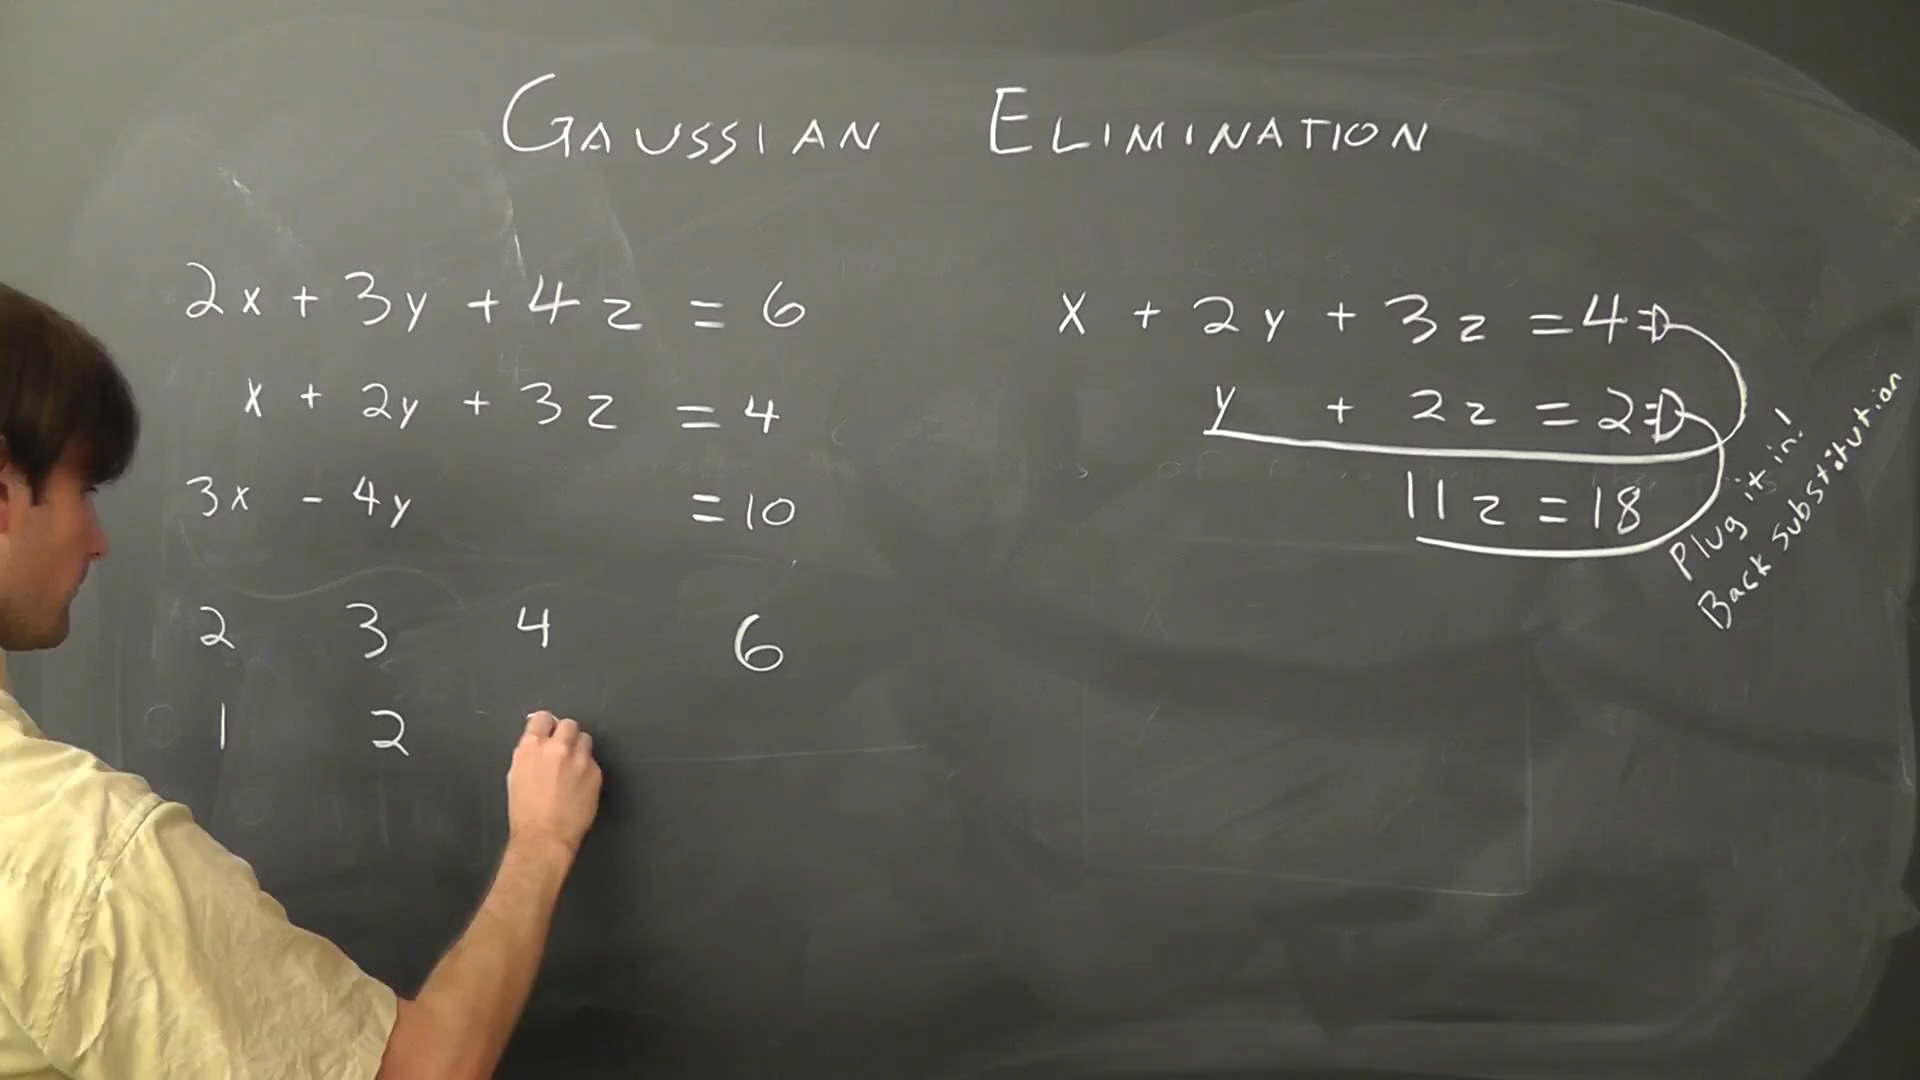 GAUSSIAN ELIMINATION
2x + 3y + 4z = 6
x + 2y + 3z = 4
3x - 4y = 10
2 3 4 6
1 2
x + 2y + 3z = 4
y + 2z = 2
11z = 18
Plug it in!
Back substitution